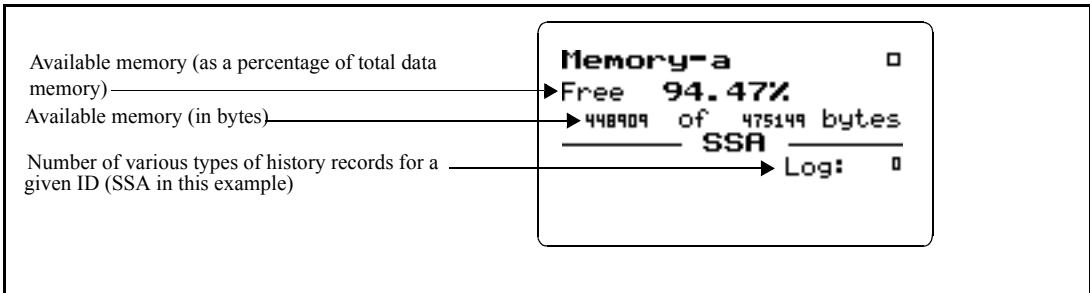 Available memory (as a percentage of total data
memory)
Available memory (in bytes)
Number of various types of history records for a
given ID (SSA in this example)
Memory-a 0
Free 94.47%
448909 of 475149 bytes
SSA
Log: 0